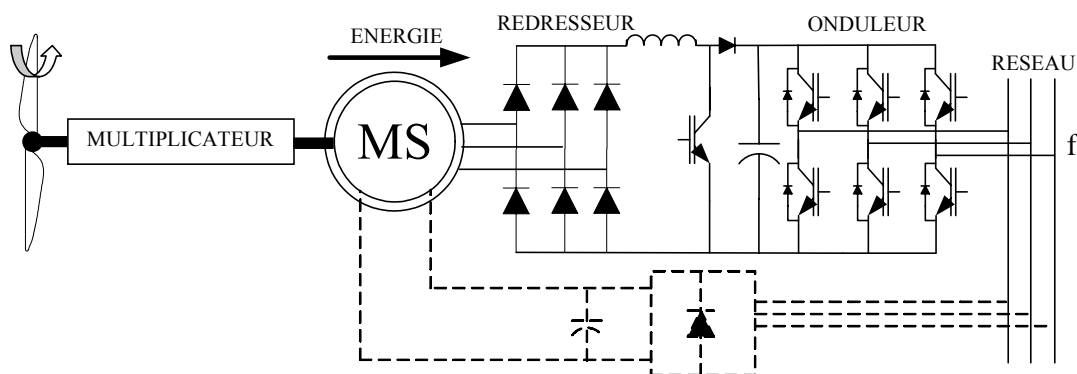 REDRESSEUR
ONDULEUR
ENERGIE
RESEAU
MULTIPLICATEUR
MS
f